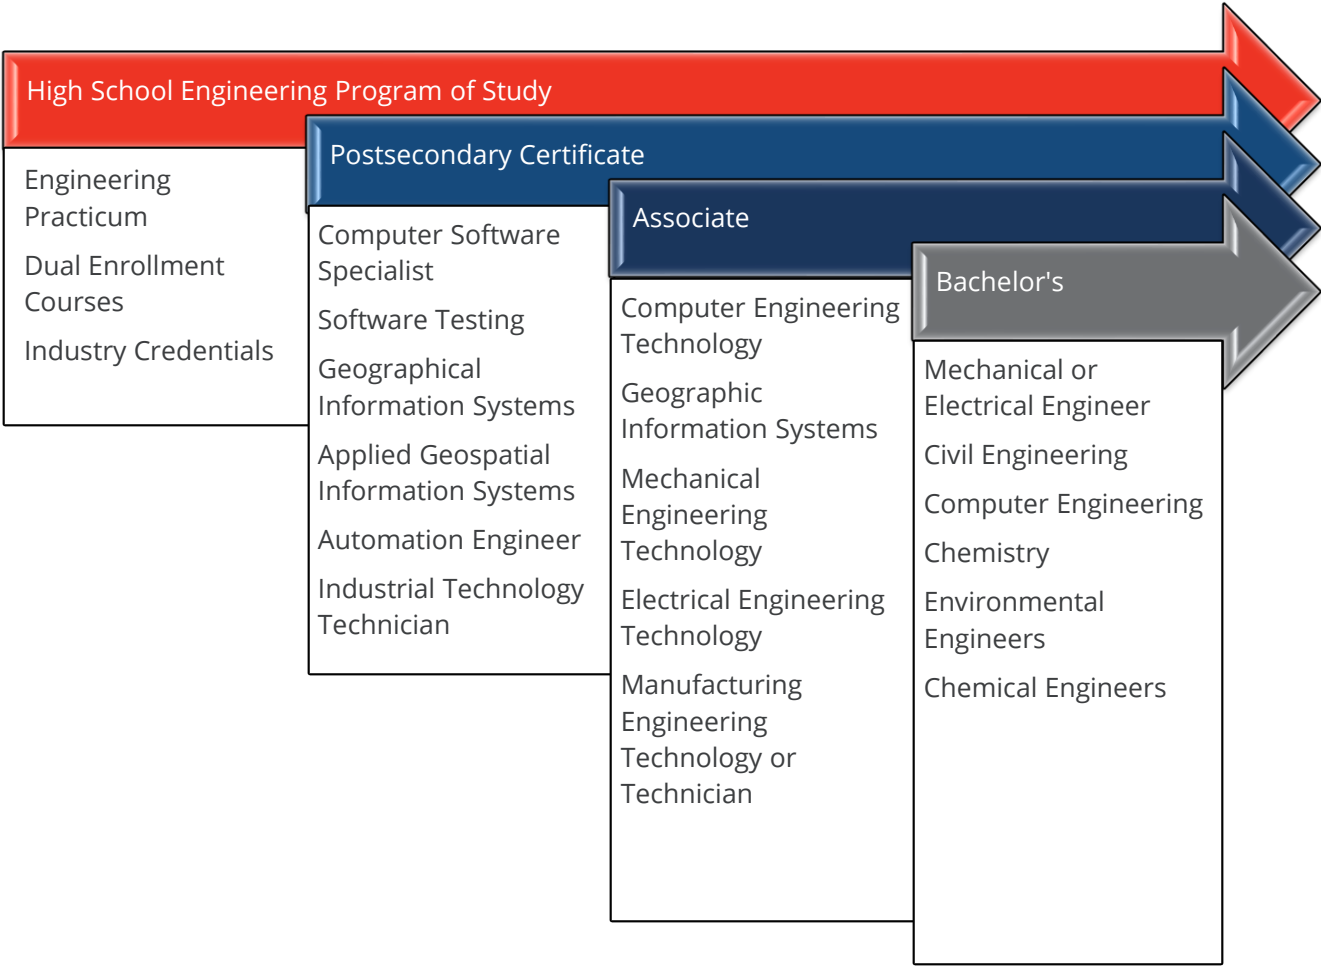 High School Engineering Program of Study
Engineering
Practicum
Dual Enrollment
Courses
Industry Credentials
Postsecondary Certificate
Computer Software
Specialist
Software Testing
Geographical
Information Systems
Applied Geospatial
Information Systems
Automation Engineer
Industrial Technology
Technician
Associate
Computer Engineering
Technology
Geographic
Information Systems
Mechanical
Engineering
Technology
Electrical Engineering
Technology
Manufacturing
Engineering
Technology or
Technician
Bachelor's
Mechanical or
Electrical Engineer
Civil Engineering
Computer Engineering
Chemistry
Environmental
Engineers
Chemical Engineers